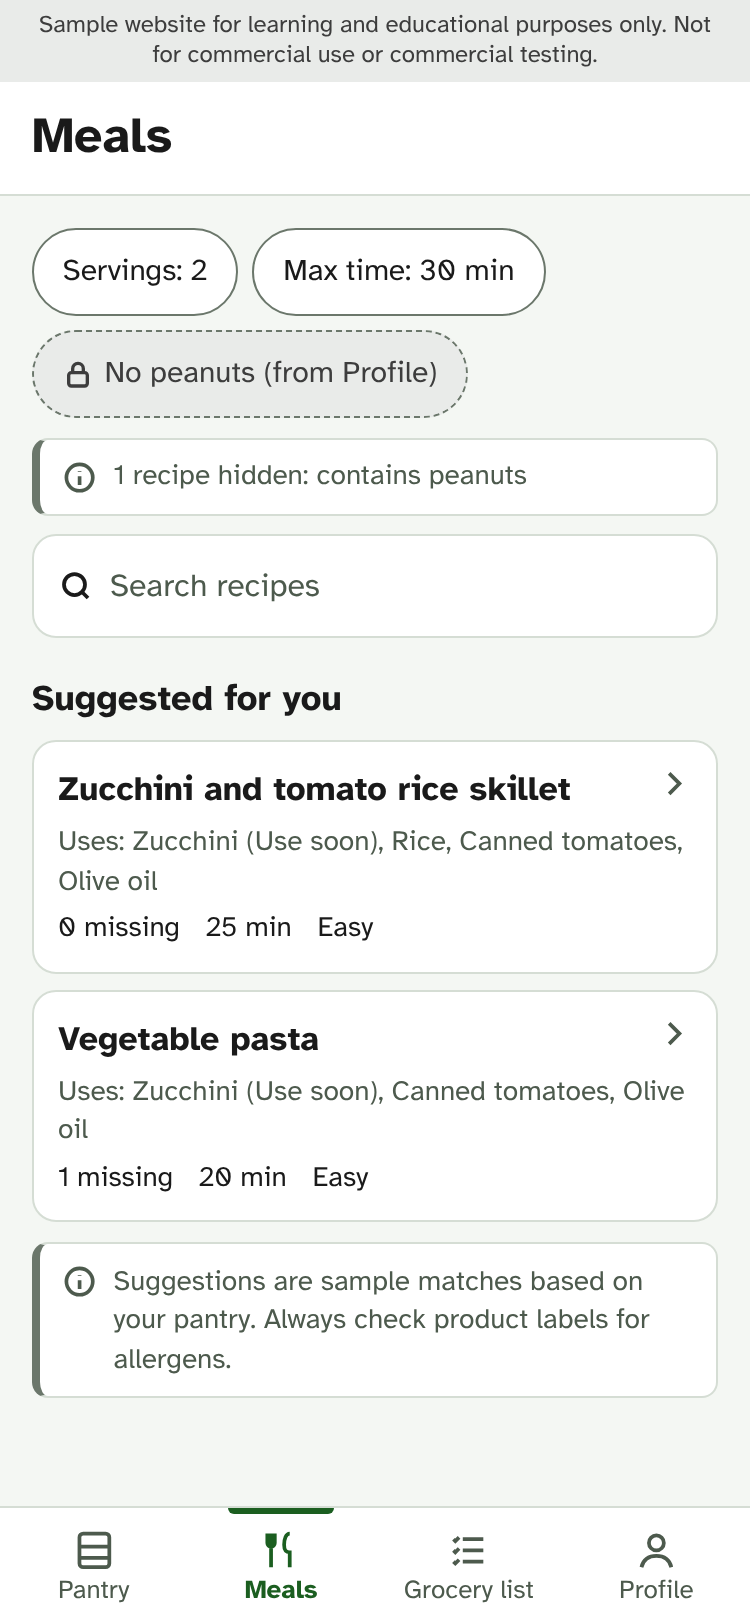 Sample website for learning and educational purposes only. Not
for commercial use or commercial testing.
Meals
Servings: 2
Max time: 30 min
No peanuts (from Profile)
1 recipe hidden: contains peanuts
Search recipes
Suggested for you
Zucchini and tomato rice skillet
Uses: Zucchini (Use soon), Rice, Canned tomatoes,
Olive oil
0 missing 25 min Easy
Vegetable pasta
Uses: Zucchini (Use soon), Canned tomatoes, Olive
oil
1 missing 20 min Easy
Suggestions are sample matches based on
your pantry. Always check product labels for
allergens.
Pantry
Meals
Grocery list
Profile